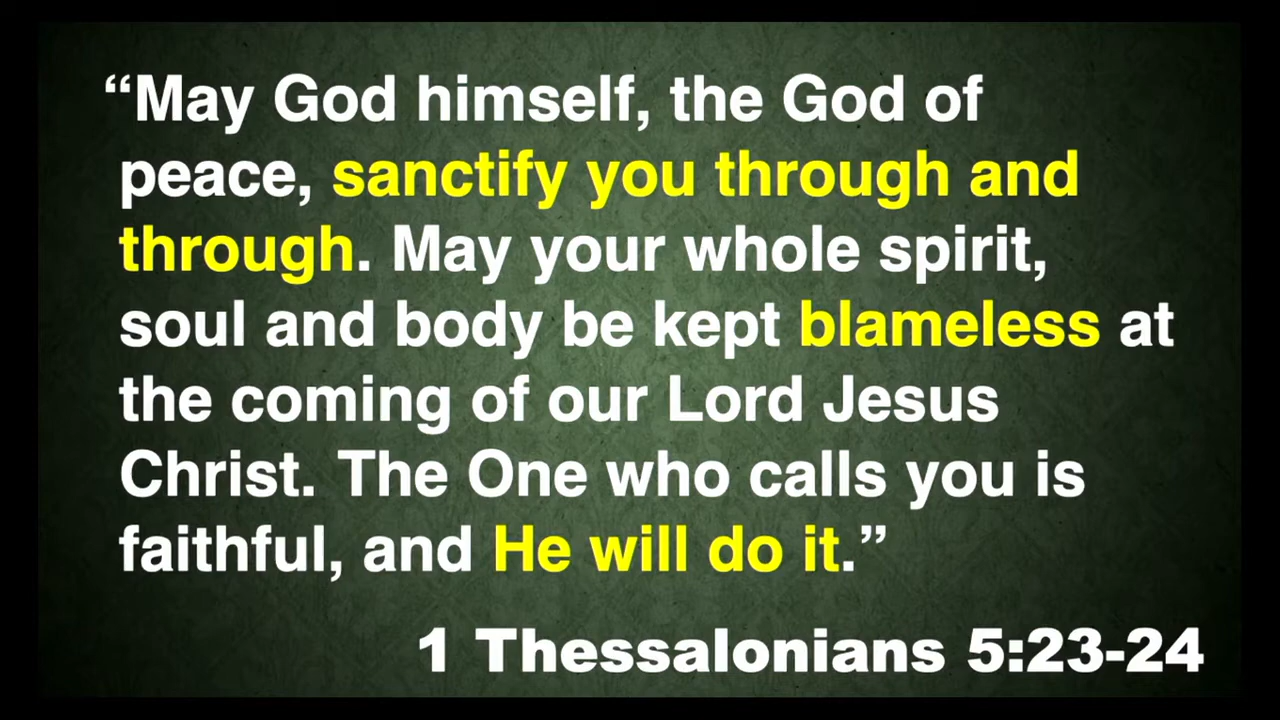 “May God himself, the God of
peace, sanctify you through and
through. May your whole spirit,
soul and body be kept blameless at
the coming of our Lord Jesus
Christ. The One who calls you is
faithful, and He will do it.”
1 Thessalonians 5:23-24